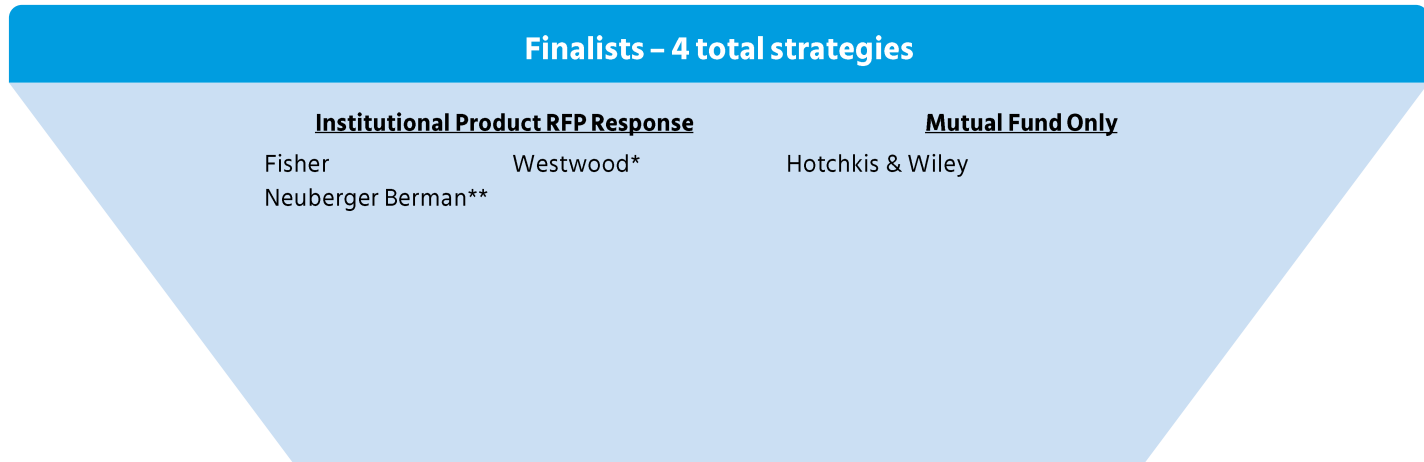 Finalists – 4 total strategies
Institutional Product RFP Response
Fisher Westwood*
Neuberger Berman**
Mutual Fund Only
Hotchkis & Wiley